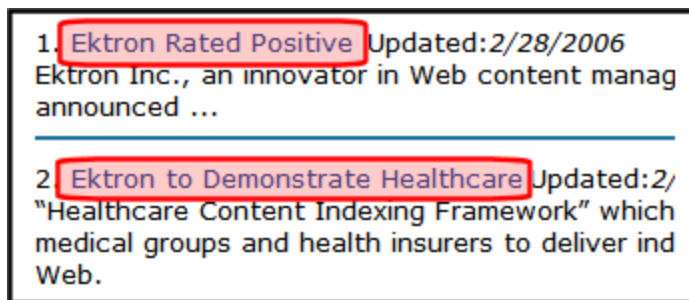 1. Ektron Rated Positive Updated:2/28/2006
Ektron Inc., an innovator in Web content manag
announced ...
2. Ektron to Demonstrate Healthcare Updated:2/
“Healthcare Content Indexing Framework” which
medical groups and health insurers to deliver ind
Web.